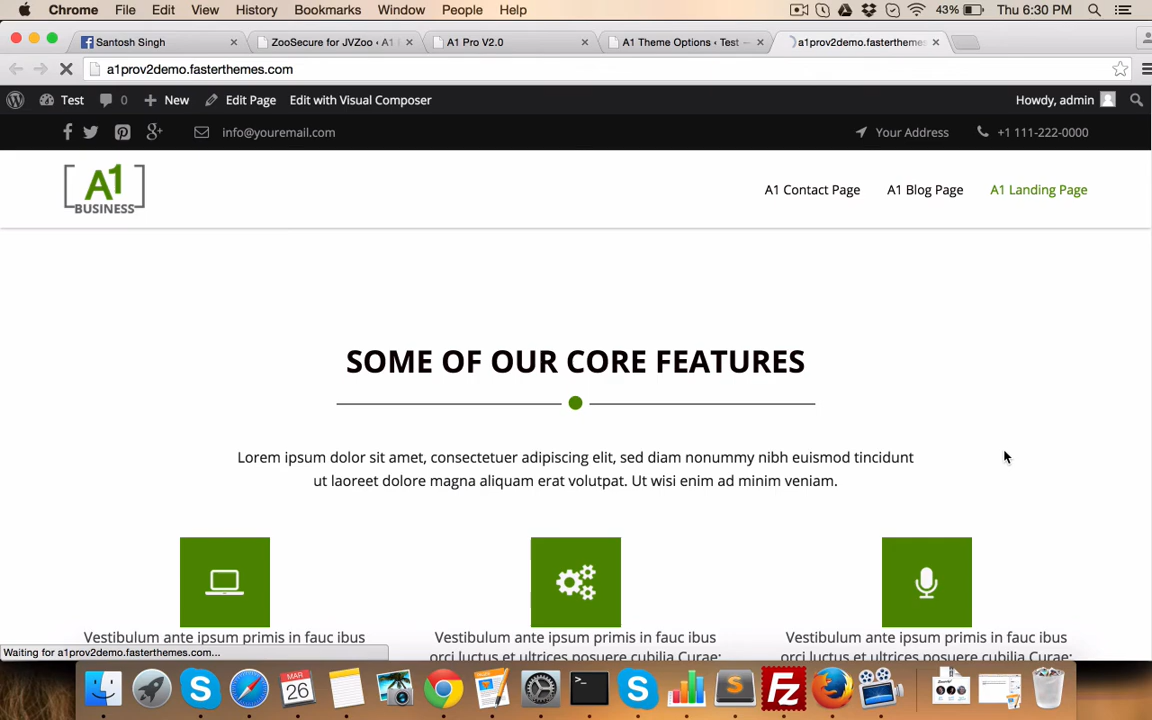 Chrome File Edit View History Bookmarks Window People Help 43% Thu 6:30 PM
Santosh Singh ZooSecure for JVZoo ‹ A1 A1 Pro V2.0 A1 Theme Options ‹ Test — a1prov2demo.fasterthemes
a1prov2demo.fasterthemes.com
Test 0 New Edit Page Edit with Visual Composer Howdy, admin
info@youremail.com Your Address +1 111-222-0000
A1 BUSINESS
A1 Contact Page A1 Blog Page A1 Landing Page
SOME OF OUR CORE FEATURES
Lorem ipsum dolor sit amet, consectetuer adipiscing elit, sed diam nonummy nibh euismod tincidunt
ut laoreet dolore magna aliquam erat volutpat. Ut wisi enim ad minim veniam.
Vestibulum ante ipsum primis in fauc ibus Vestibulum ante ipsum primis in fauc ibus Vestibulum ante ipsum primis in fauc ibus
orci luctus et ultrices posuere cubilia Curae; orci luctus et ultrices posuere cubilia Curae;
Waiting for a1prov2demo.fasterthemes.com...
MAR
26